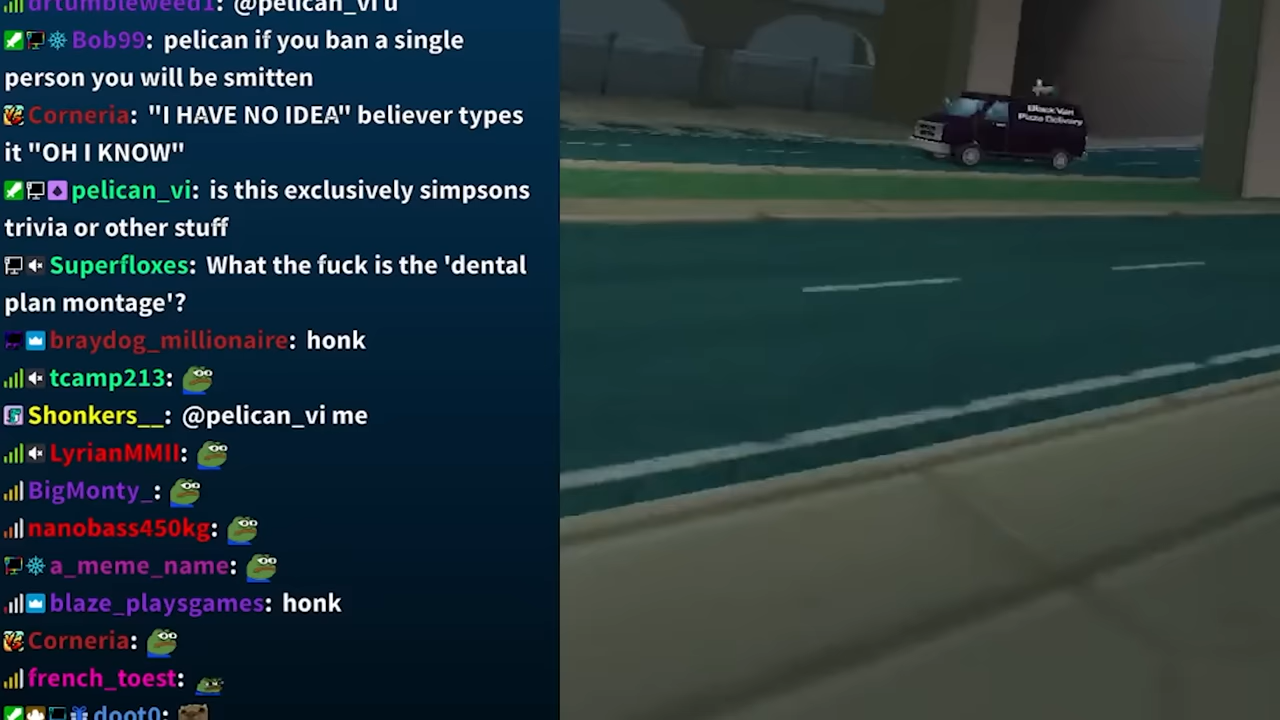 drtumbleweed1: @pelican_vi u
Bob99: pelican if you ban a single
person you will be smitten
Corneria: "I HAVE NO IDEA" believer types
it "OH I KNOW"
pelican_vi: is this exclusively simpsons
trivia or other stuff
Superfloxes: What the fuck is the 'dental
plan montage'?
braydog_millionaire: honk
tcamp213:
Shonkers__: @pelican_vi me
LyrianMMII:
BigMonty_:
nanobass450kg:
a_meme_name:
blaze_playsgames: honk
Corneria:
french_toest:
doot0:
Black Van
Pizza Delivery